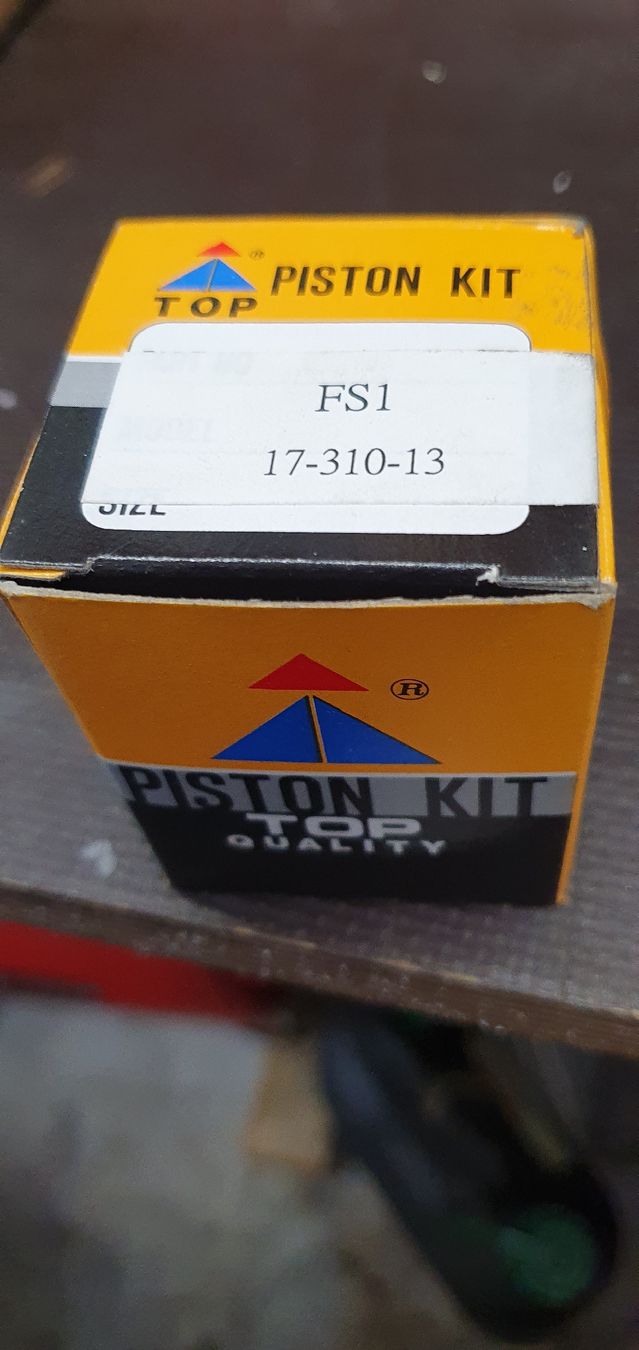 ® PISTON KIT
TOP
FS1
17-310-13
SIZE
®
PISTON KIT
TOP
QUALITY